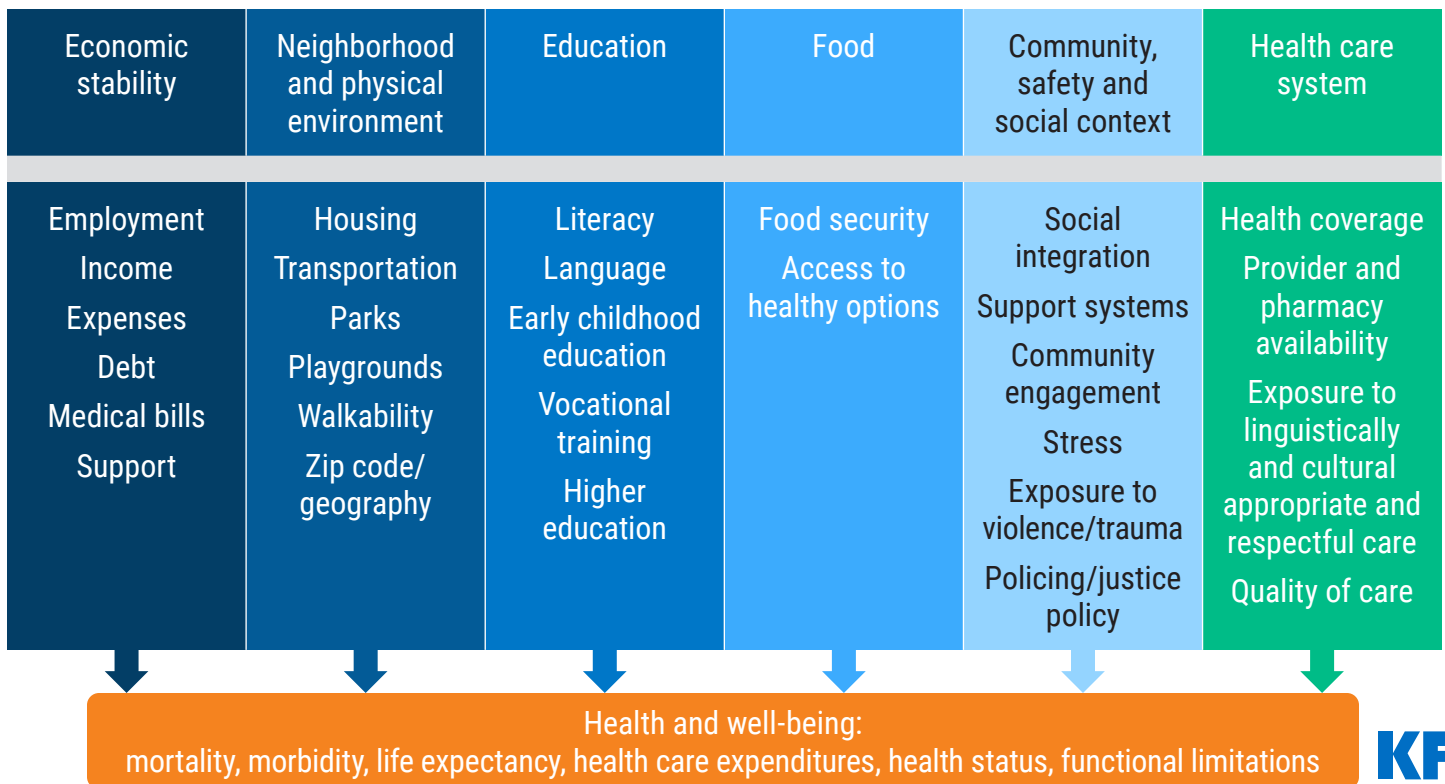 Economic
stability
Neighborhood
and physical
environment
Education
Food
Community,
safety and
social context
Health care
system
Employment
Income
Expenses
Debt
Medical bills
Support
Housing
Transportation
Parks
Playgrounds
Walkability
Zip code/
geography
Literacy
Language
Early childhood
education
Vocational
training
Higher
education
Food security
Access to
healthy options
Social
integration
Support systems
Community
engagement
Stress
Exposure to
violence/trauma
Policing/justice
policy
Health coverage
Provider and
pharmacy
availability
Exposure to
linguistically
and cultural
appropriate and
respectful care
Quality of care
Health and well-being:
mortality, morbidity, life expectancy, health care expenditures, health status, functional limitations
KF